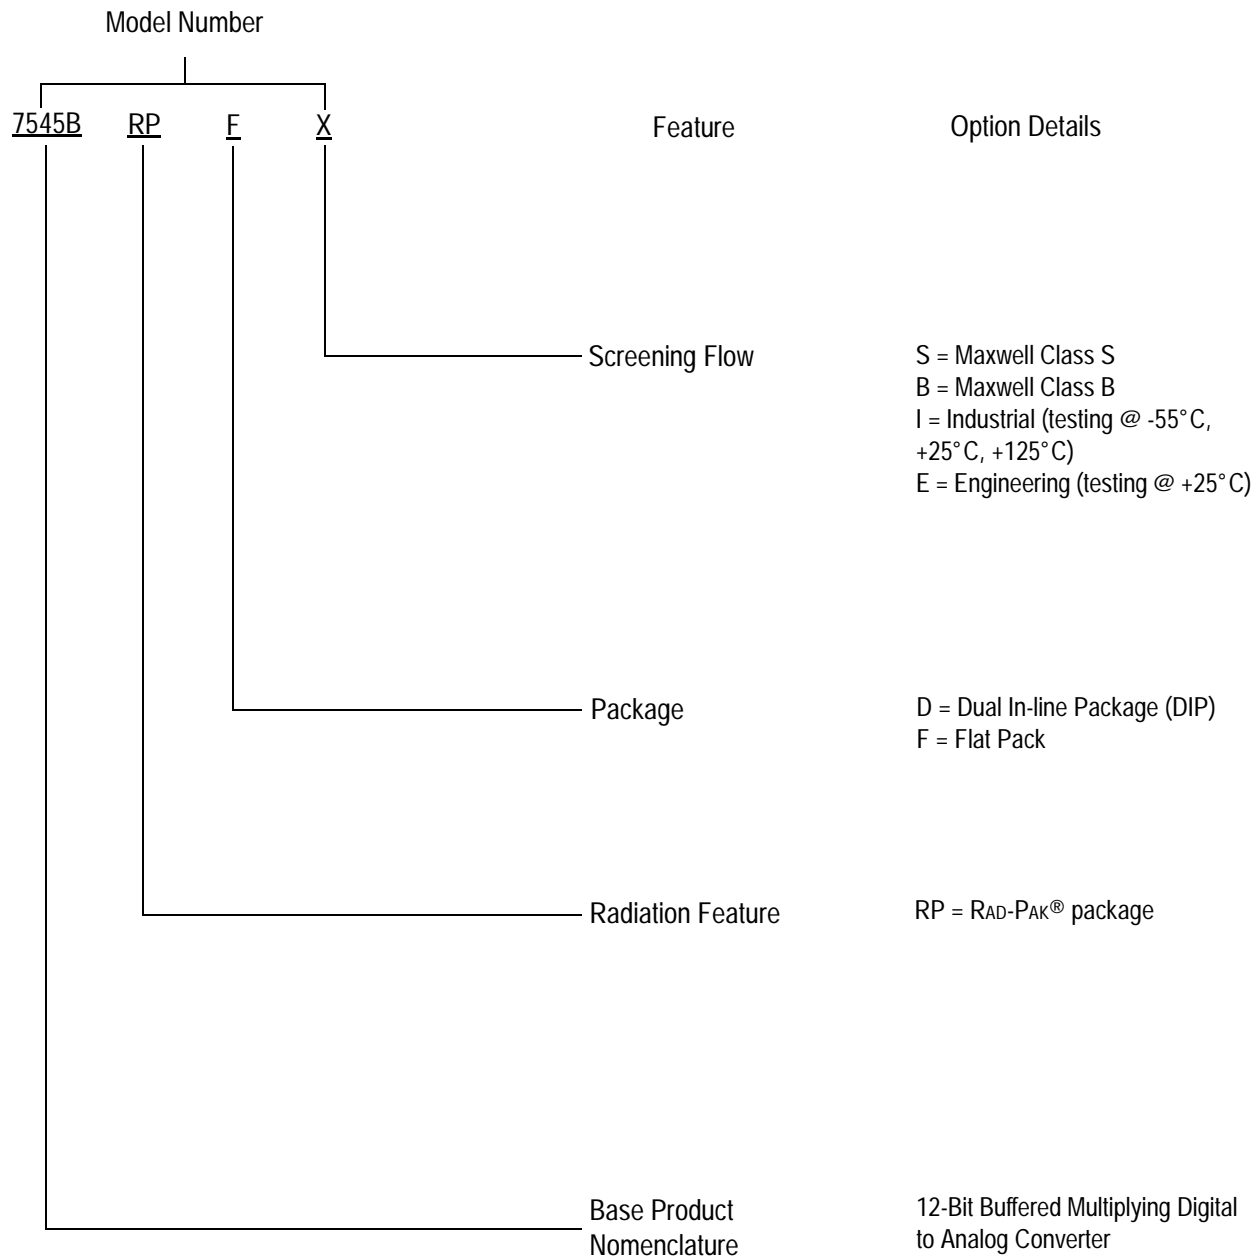 Model Number
7545B RP F X Feature Option Details
Screening Flow
S = Maxwell Class S
B = Maxwell Class B
I = Industrial (testing @ -55°C,
+25°C, +125°C)
E = Engineering (testing @ +25°C)
Package
D = Dual In-line Package (DIP)
F = Flat Pack
Radiation Feature
RP = RAD-PAK® package
Base Product
Nomenclature
12-Bit Buffered Multiplying Digital
to Analog Converter